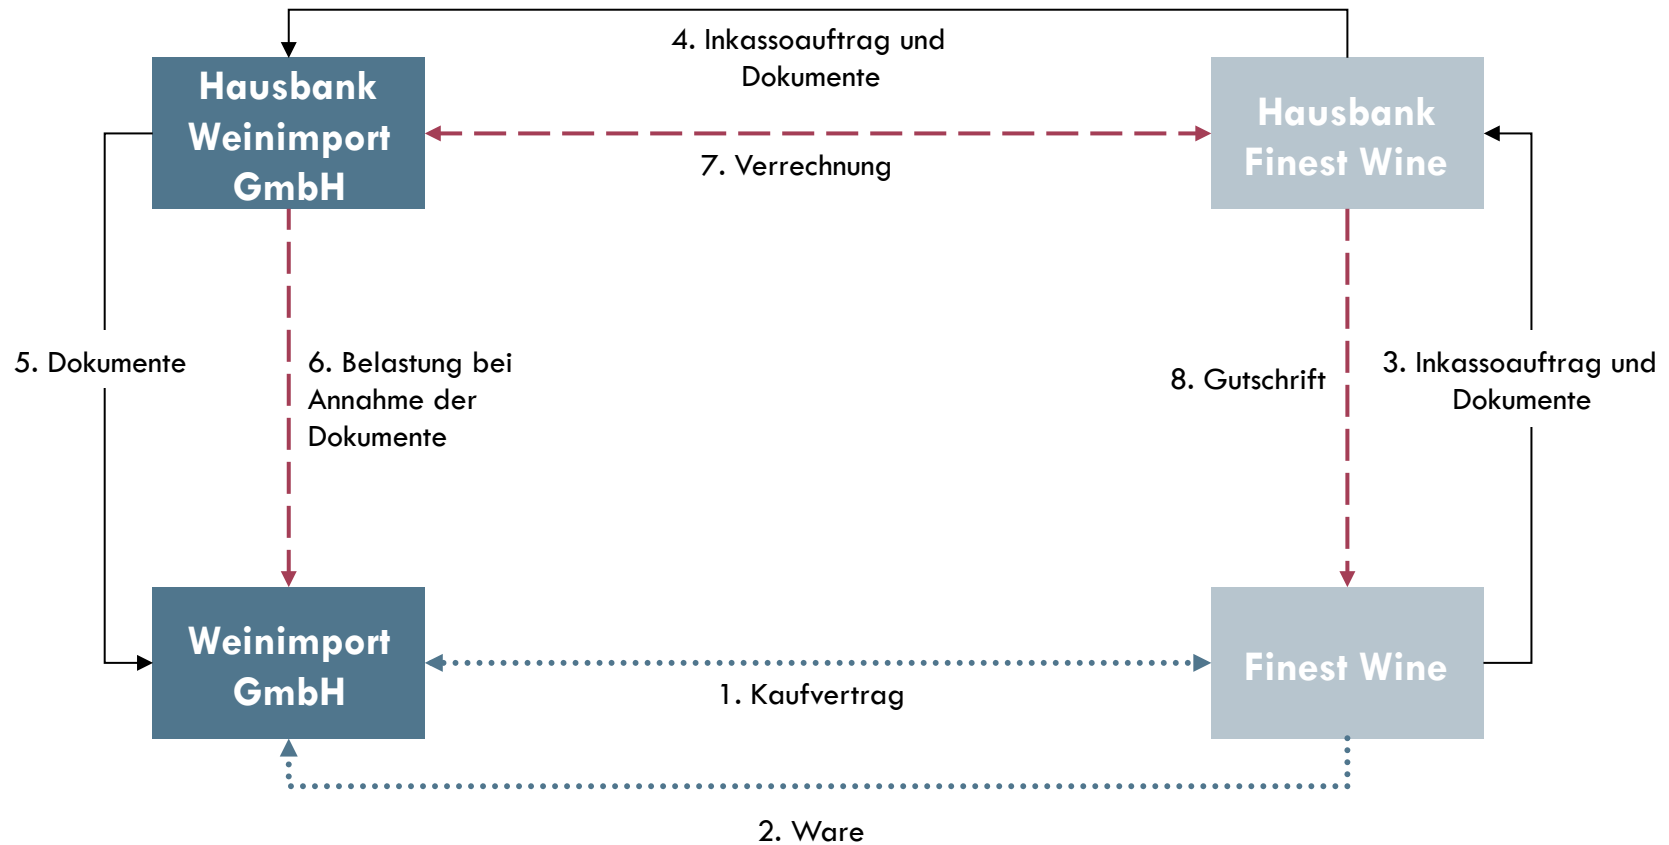 4. Inkassoauftrag und
Dokumente
Hausbank
Weinimport
GmbH
Hausbank
Finest Wine
7. Verrechnung
5. Dokumente
6. Belastung bei
Annahme der
Dokumente
8. Gutschrift
3. Inkassoauftrag und
Dokumente
Weinimport
GmbH
Finest Wine
1. Kaufvertrag
2. Ware